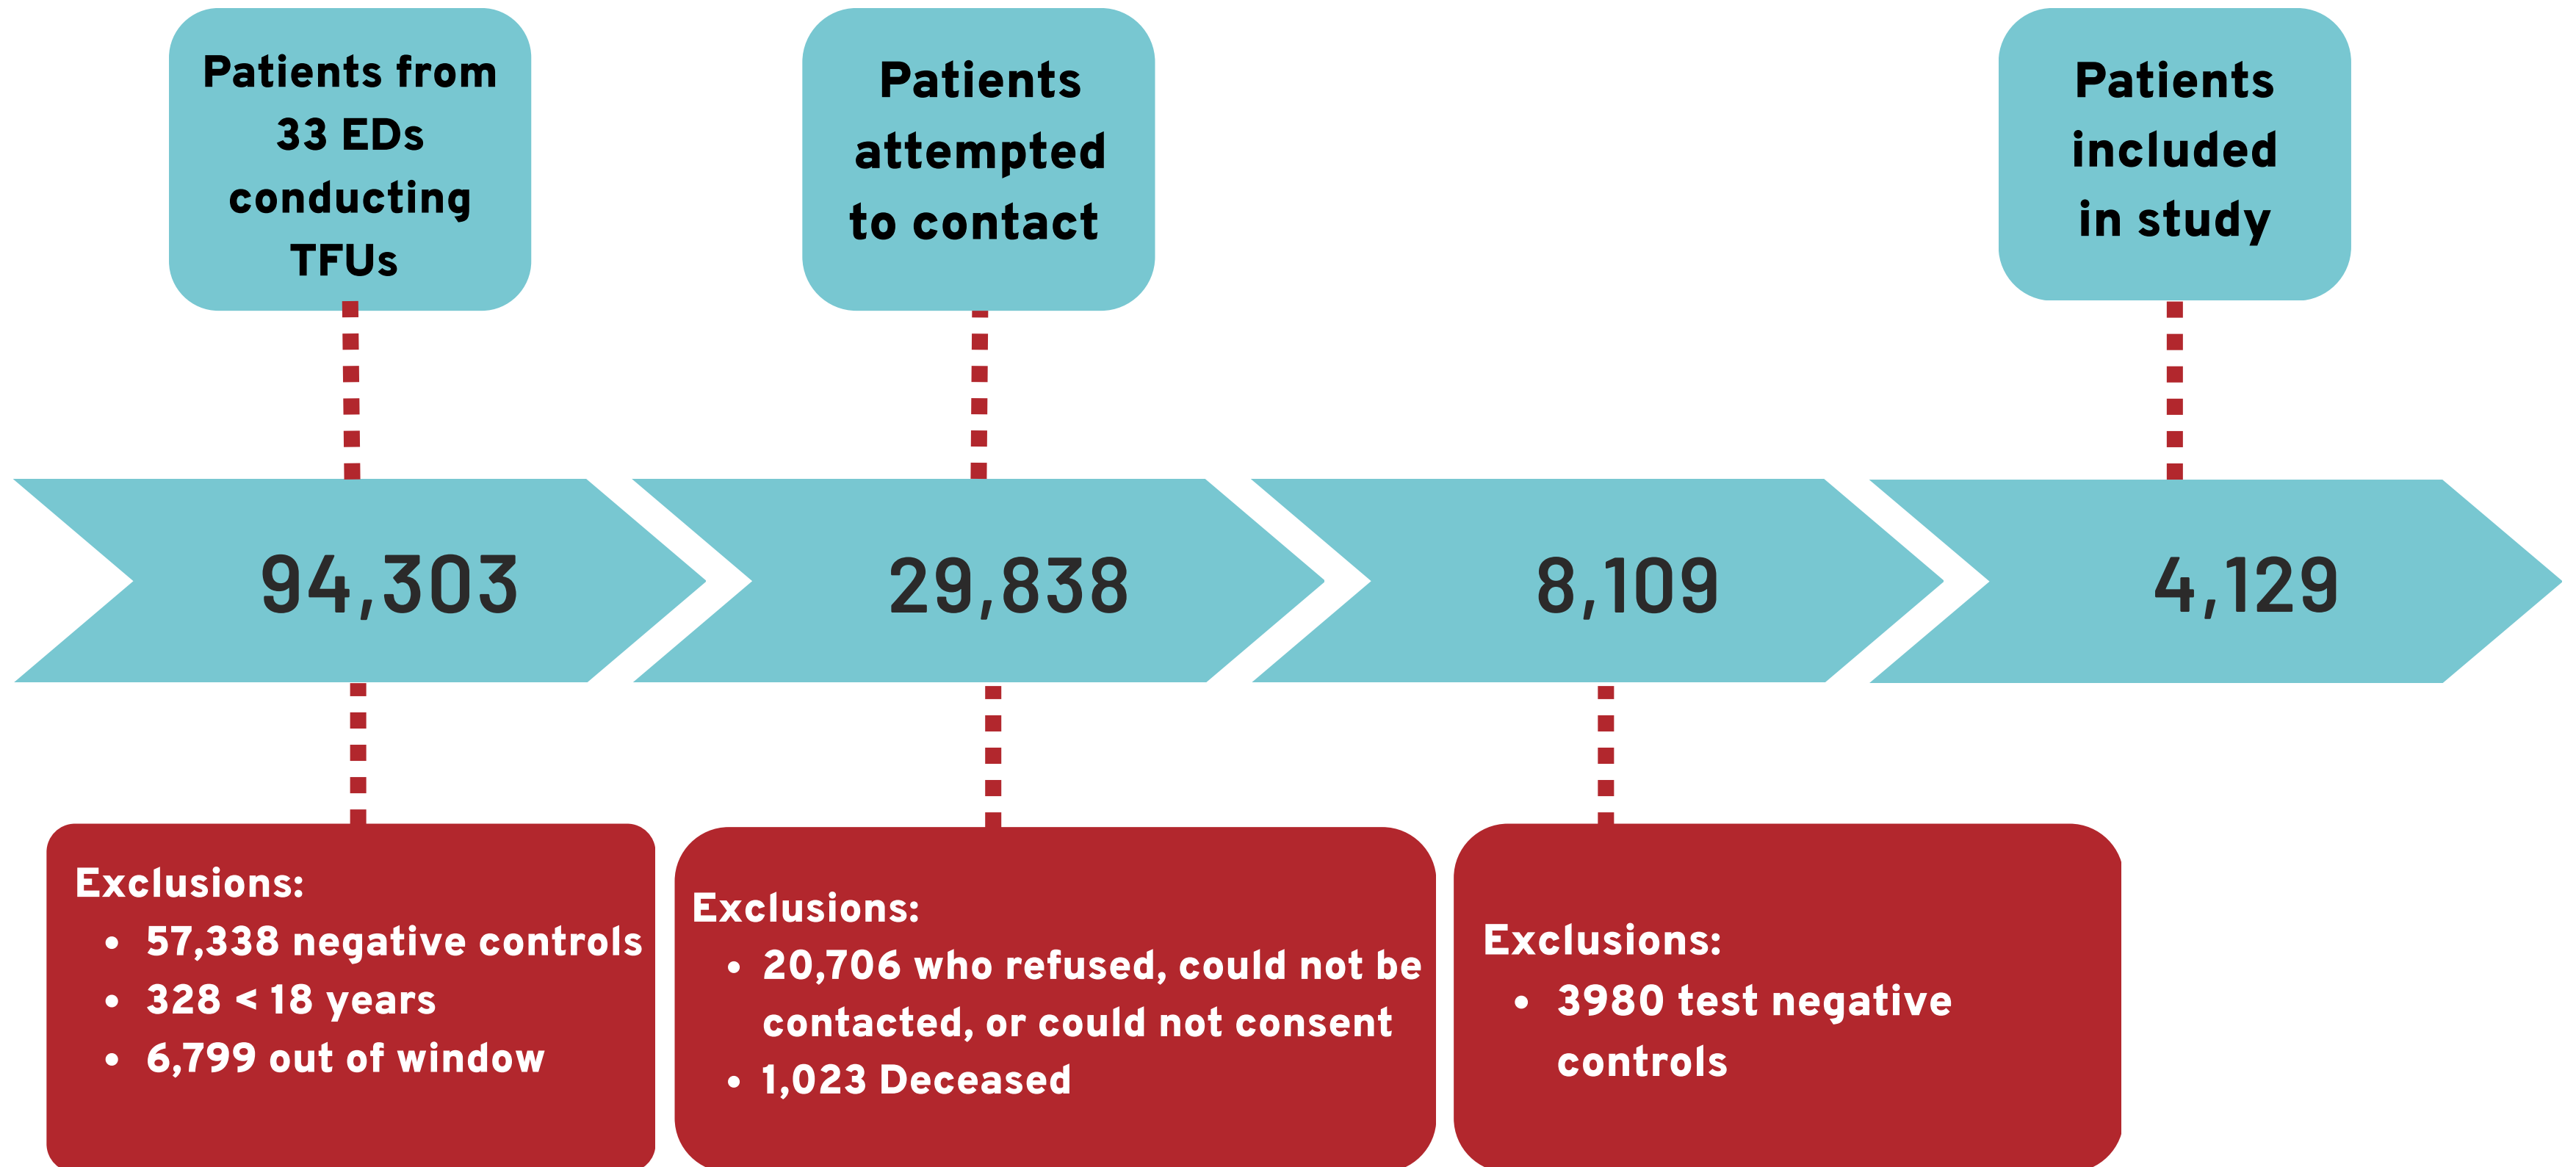 Patients from
33 EDs
conducting
TFUs
Patients
attempted
to contact
Patients
included
in study
94,303
29,838
8,109
4,129
Exclusions:
• 57,338 negative controls
• 328 < 18 years
• 6,799 out of window
Exclusions:
• 20,706 who refused, could not be
contacted, or could not consent
• 1,023 Deceased
Exclusions:
• 3980 test negative
controls